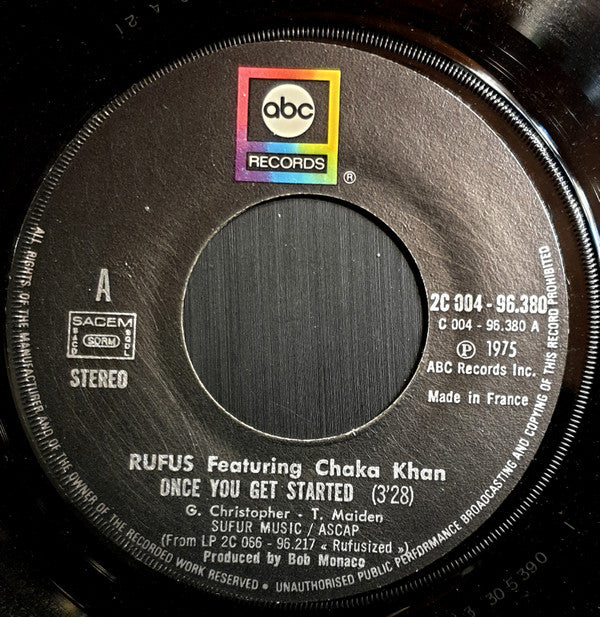 abc
RECORDS
®
A
SACEM
SACD SDRM SGDL
STEREO
2C 004 - 96.380
C 004 - 96.380 A
Ⓟ 1975
ABC Records Inc.
Made in France
RUFUS Featuring Chaka Khan
ONCE YOU GET STARTED (3'28)
G. Christopher - T. Maiden
SUFUR MUSIC / ASCAP
(From LP 2C 066 - 96.217 « Rufusized »)
Produced by Bob Monaco
ALL RIGHTS OF THE MANUFACTURER AND OF THE OWNER OF THE RECORDED WORK RESERVED • UNAUTHORISED PUBLIC PERFORMANCE BROADCASTING AND COPYING OF THIS RECORD PROHIBITED